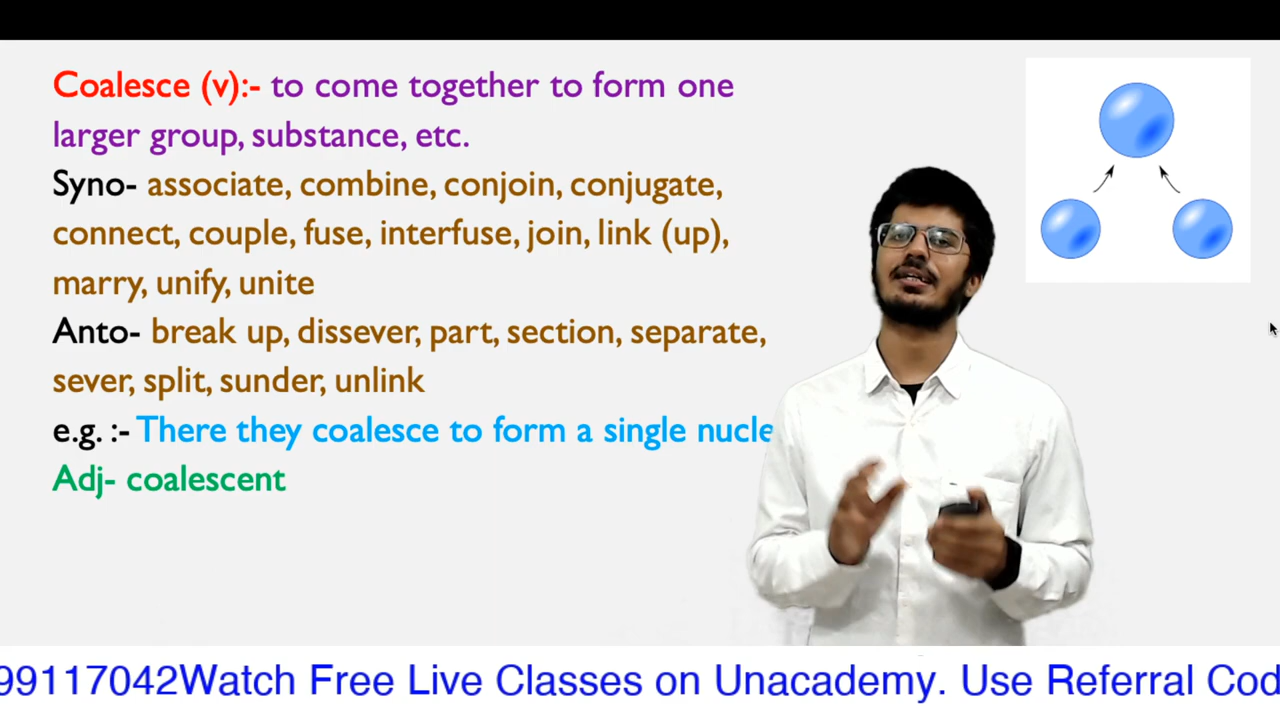 Coalesce (v):- to come together to form one
larger group, substance, etc.
Syno- associate, combine, conjoin, conjugate,
connect, couple, fuse, interfuse, join, link (up),
marry, unify, unite
Anto- break up, dissever, part, section, separate,
sever, split, sunder, unlink
e.g. :- There they coalesce to form a single
Adj- coalescent
99117042Watch Free Live Classes on Unacademy. Use Referral